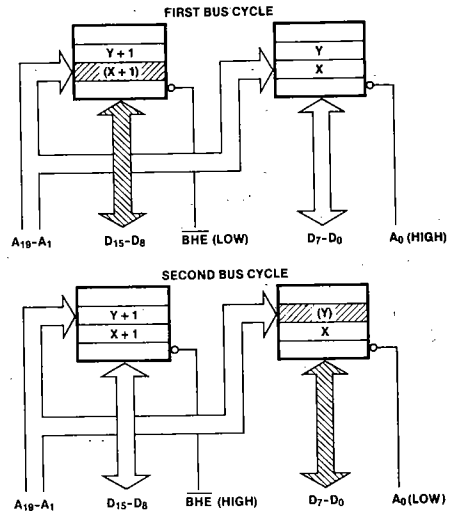 FIRST BUS CYCLE
Y + 1
(X + 1)
Y
X
A19–A1
D15–D8
BHE (LOW)
D7–D0
A0 (HIGH)
SECOND BUS CYCLE
Y + 1
X + 1
(Y)
X
A19–A1
D15–D8
BHE (HIGH)
D7–D0
A0 (LOW)